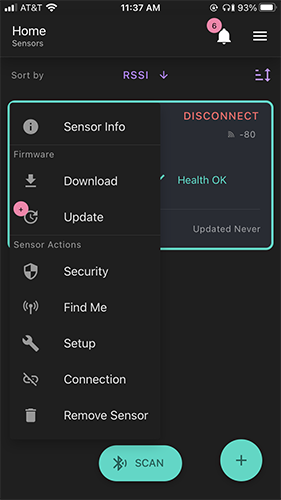 AT&T 11:37 AM 93%
Home
6
Sensors
Sort by RSSI
Sensor Info
DISCONNECT
-80
Firmware
Download
Health OK
Update
Updated Never
Sensor Actions
Security
Find Me
Setup
Connection
Remove Sensor
SCAN